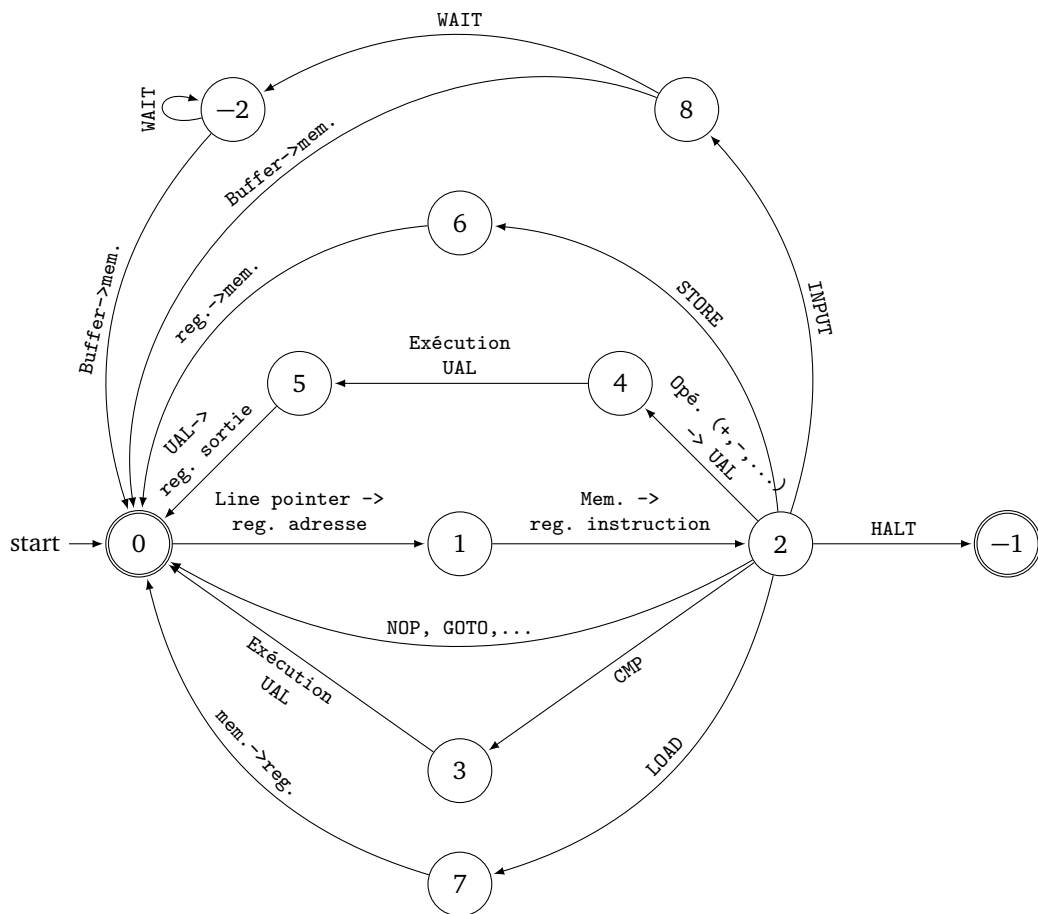 WAIT
WAIT
−2
8
Buffer->mem.
Buffer->mem.
6
reg.->mem.
STORE
INPUT
Exécution
UAL
5
4
UAL->
reg. sortie
Opé. (+,-,...)
-> UAL
Line pointer ->
reg. adresse
Mem. ->
reg. instruction
start
0
1
2
HALT
−1
NOP, GOTO,...
Exécution
UAL
CMP
mem.->reg.
LOAD
3
7